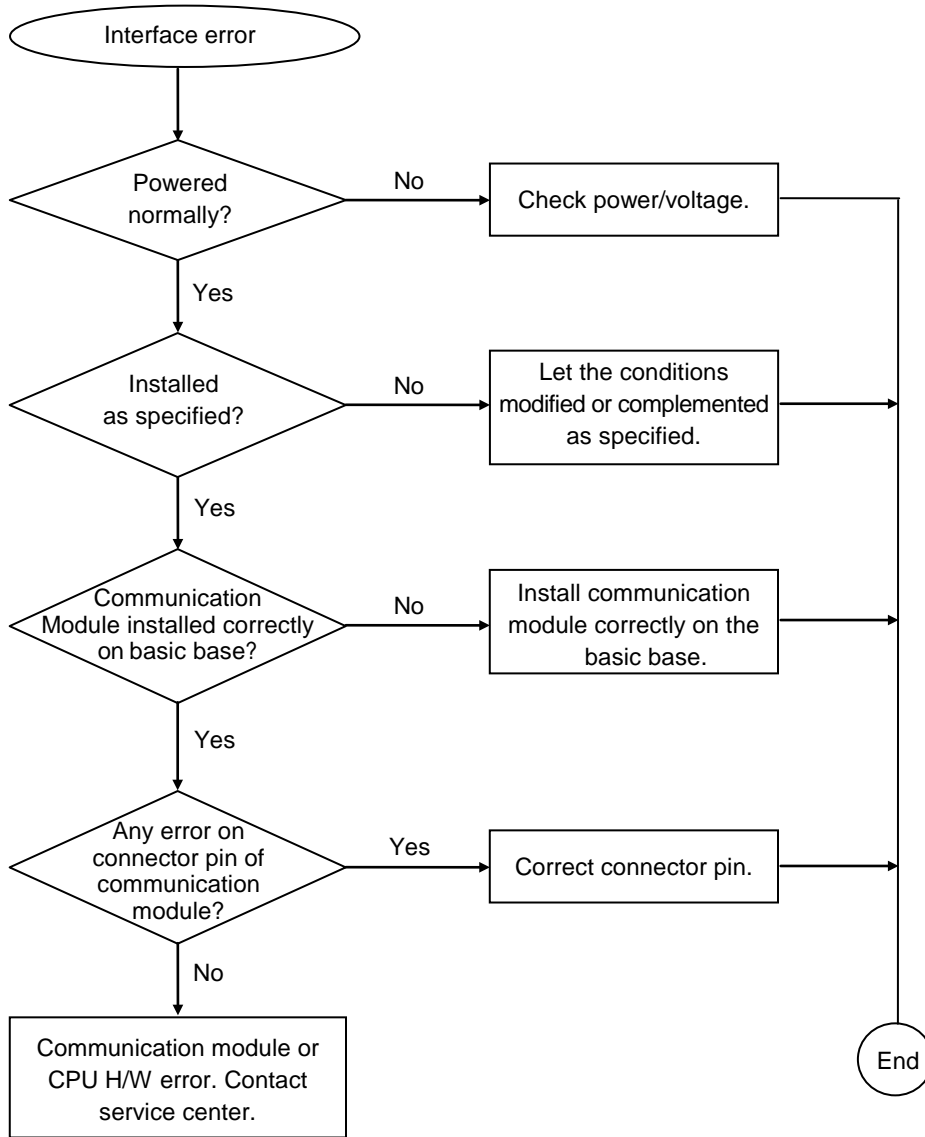 Interface error
Powered
normally?
No
Check power/voltage.
Yes
Installed
as specified?
No
Let the conditions
modified or complemented
as specified.
Yes
Communication
Module installed correctly
on basic base?
No
Install communication
module correctly on the
basic base.
Yes
Any error on
connector pin of
communication
module?
Yes
Correct connector pin.
No
Communication module or
CPU H/W error. Contact
service center.
End